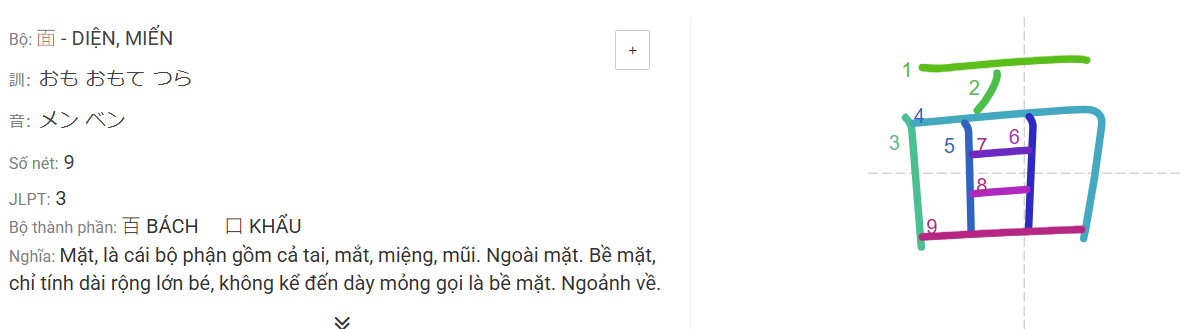 Bộ: 面 - DIỆN, MIẾN
+
訓: おも おもて つら
音: メン ベン
Số nét: 9
JLPT: 3
Bộ thành phần: 百 BÁCH 口 KHẨU
Nghĩa: Mặt, là cái bộ phận gồm cả tai, mắt, miệng, mũi. Ngoài mặt. Bề mặt,
chỉ tính dài rộng lớn bé, không kể đến dày mỏng gọi là bề mặt. Ngoảnh về.
面
1
2
3
4
5
6
7
8
9